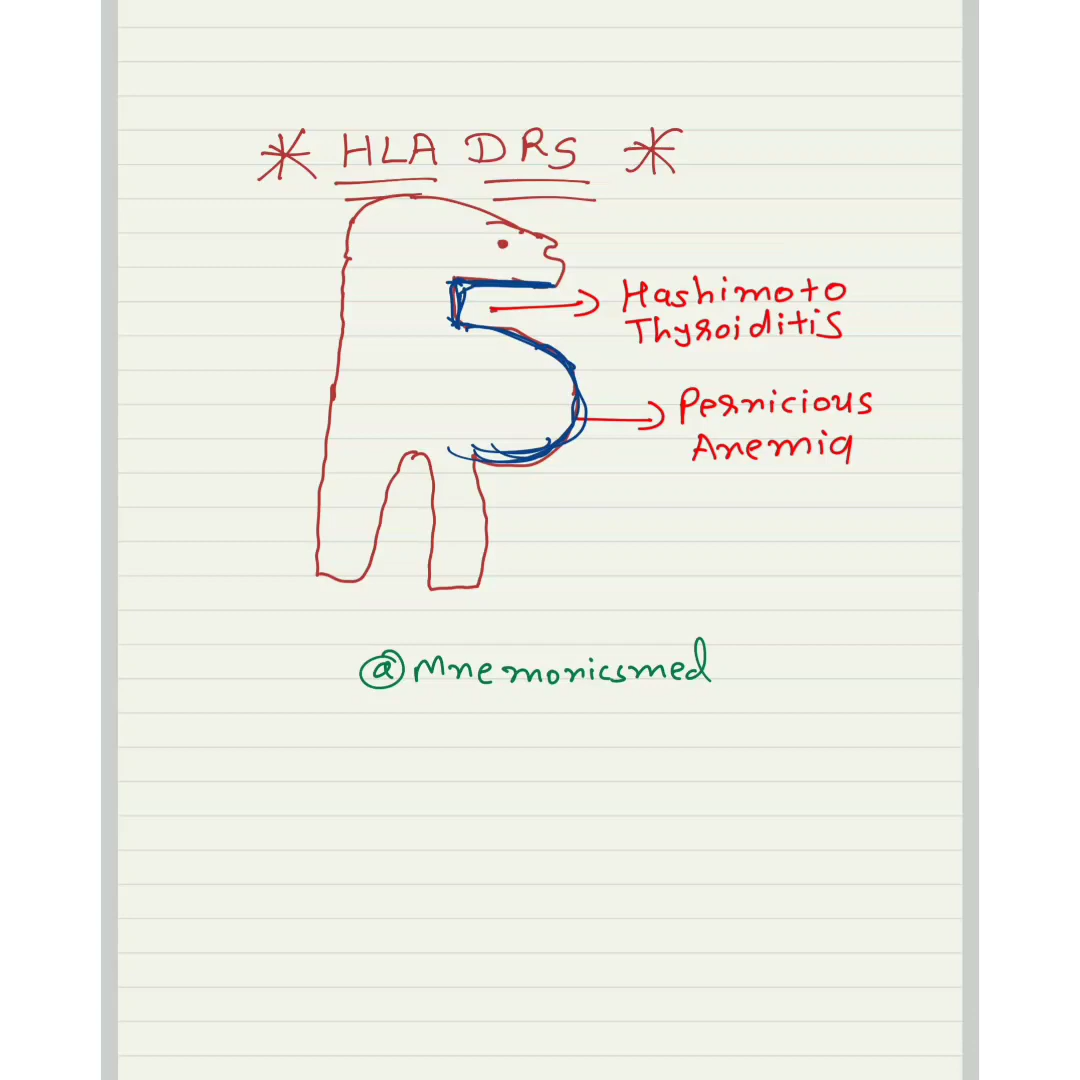 * HLA DR5 *
Hashimoto
Thyroiditis
Pernicious
Anemia
@Mnemonicsmed